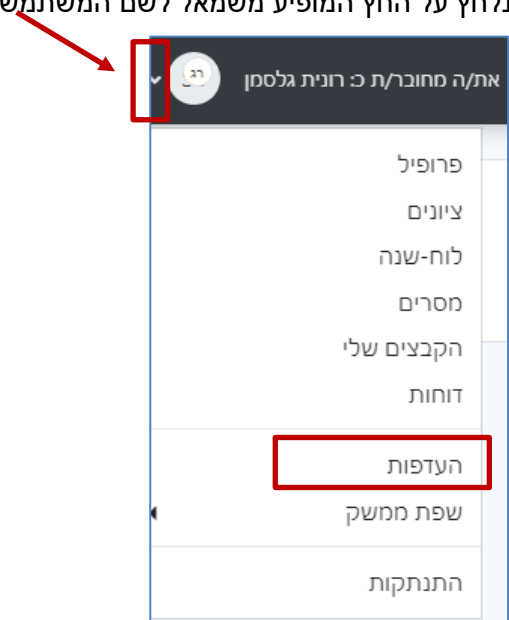 נלחץ על החץ המופיע משמאל לשם המשתמש
את/ה מחובר/ת כ: רונית גלסמן
רג
פרופיל
ציונים
לוח-שנה
מסרים
הקבצים שלי
דוחות
העדפות
שפת ממשק
התנתקות